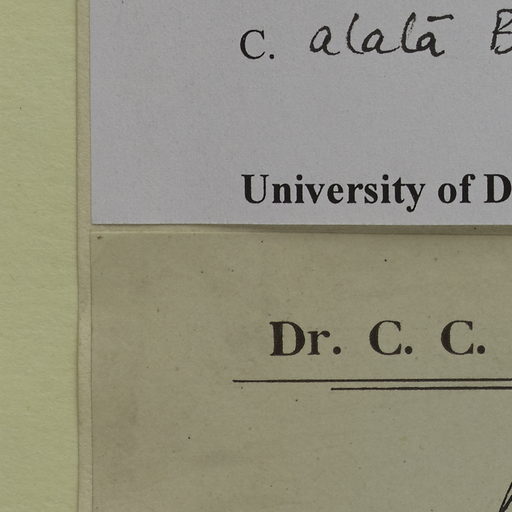 C. alatā B
University of D
Dr. C. C.